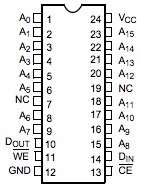 A0 1 24 VCC
A1 2 23 A15
A2 3 22 A14
A3 4 21 A13
A4 5 20 A12
A5 6 19 NC
NC 7 18 A11
A6 8 17 A10
A7 9 16 A9
DOUT 10 15 A8
WE 11 14 DIN
GND 12 13 CE